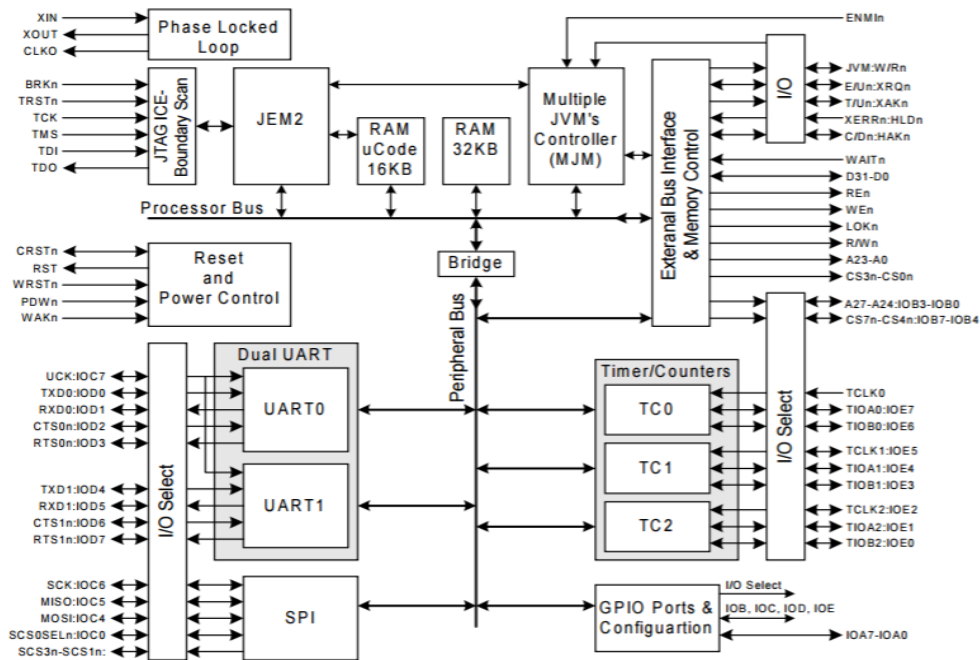 XIN
XOUT
CLKO
Phase Locked
Loop
ENMIn
BRKn
TRSTn
TCK
TMS
TDI
TDO
JTAG ICE-
Boundary Scan
JEM2
RAM
uCode
16KB
RAM
32KB
Multiple
JVM's
Controller
(MJM)
Exteranal Bus Interface
& Memory Control
I/O
JVM:W/Rn
E/Un:XRQn
T/Un:XAKn
XERRn:HLDn
C/Dn:HAKn
WAITn
D31-D0
REn
WEn
LOKn
R/Wn
A23-A0
CS3n-CS0n
Processor Bus
CRSTn
RST
WRSTn
PDWn
WAKn
Reset
and
Power Control
Bridge
Peripheral Bus
A27-A24:IOB3-IOB0
CS7n-CS4n:IOB7-IOB4
UCK:IOC7
TXD0:IOD0
RXD0:IOD1
CTS0n:IOD2
RTS0n:IOD3
TXD1:IOD4
RXD1:IOD5
CTS1n:IOD6
RTS1n:IOD7
SCK:IOC6
MISO:IOC5
MOSI:IOC4
SCS0SELn:IOC0
SCS3n-SCS1n:
I/O Select
Dual UART
UART0
UART1
SPI
Timer/Counters
TC0
TC1
TC2
I/O Select
TCLK0
TIOA0:IOE7
TIOB0:IOE6
TCLK1:IOE5
TIOA1:IOE4
TIOB1:IOE3
TCLK2:IOE2
TIOA2:IOE1
TIOB2:IOE0
GPIO Ports &
Configuartion
I/O Select
IOB, IOC, IOD, IOE
IOA7-IOA0